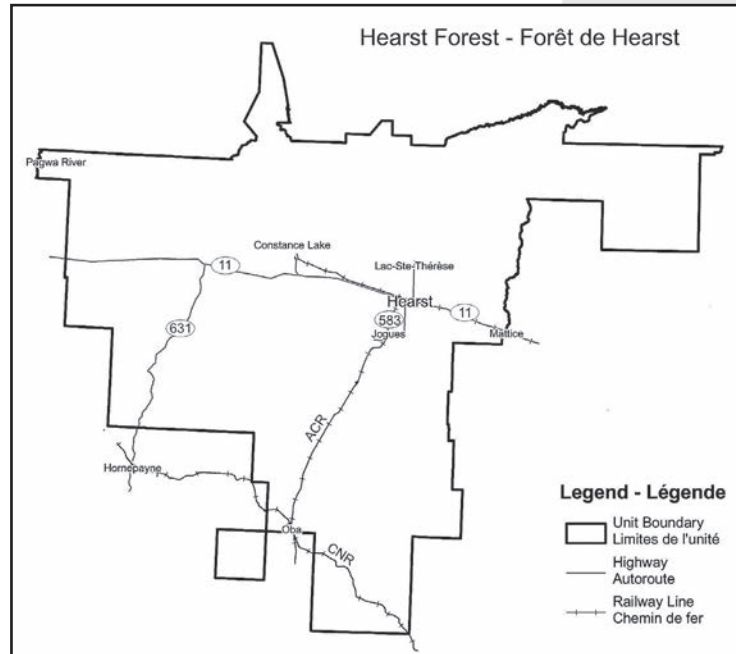 Hearst Forest - Forêt de Hearst
Pagwa River
Constance Lake
Lac-Ste-Thérèse
11
Hearst
631
583
11
Jogues
Mattice
ACR
Hornepayne
Oba
CNR
Legend - Légende
Unit Boundary
Limites de l'unité
Highway
Autoroute
Railway Line
Chemin de fer